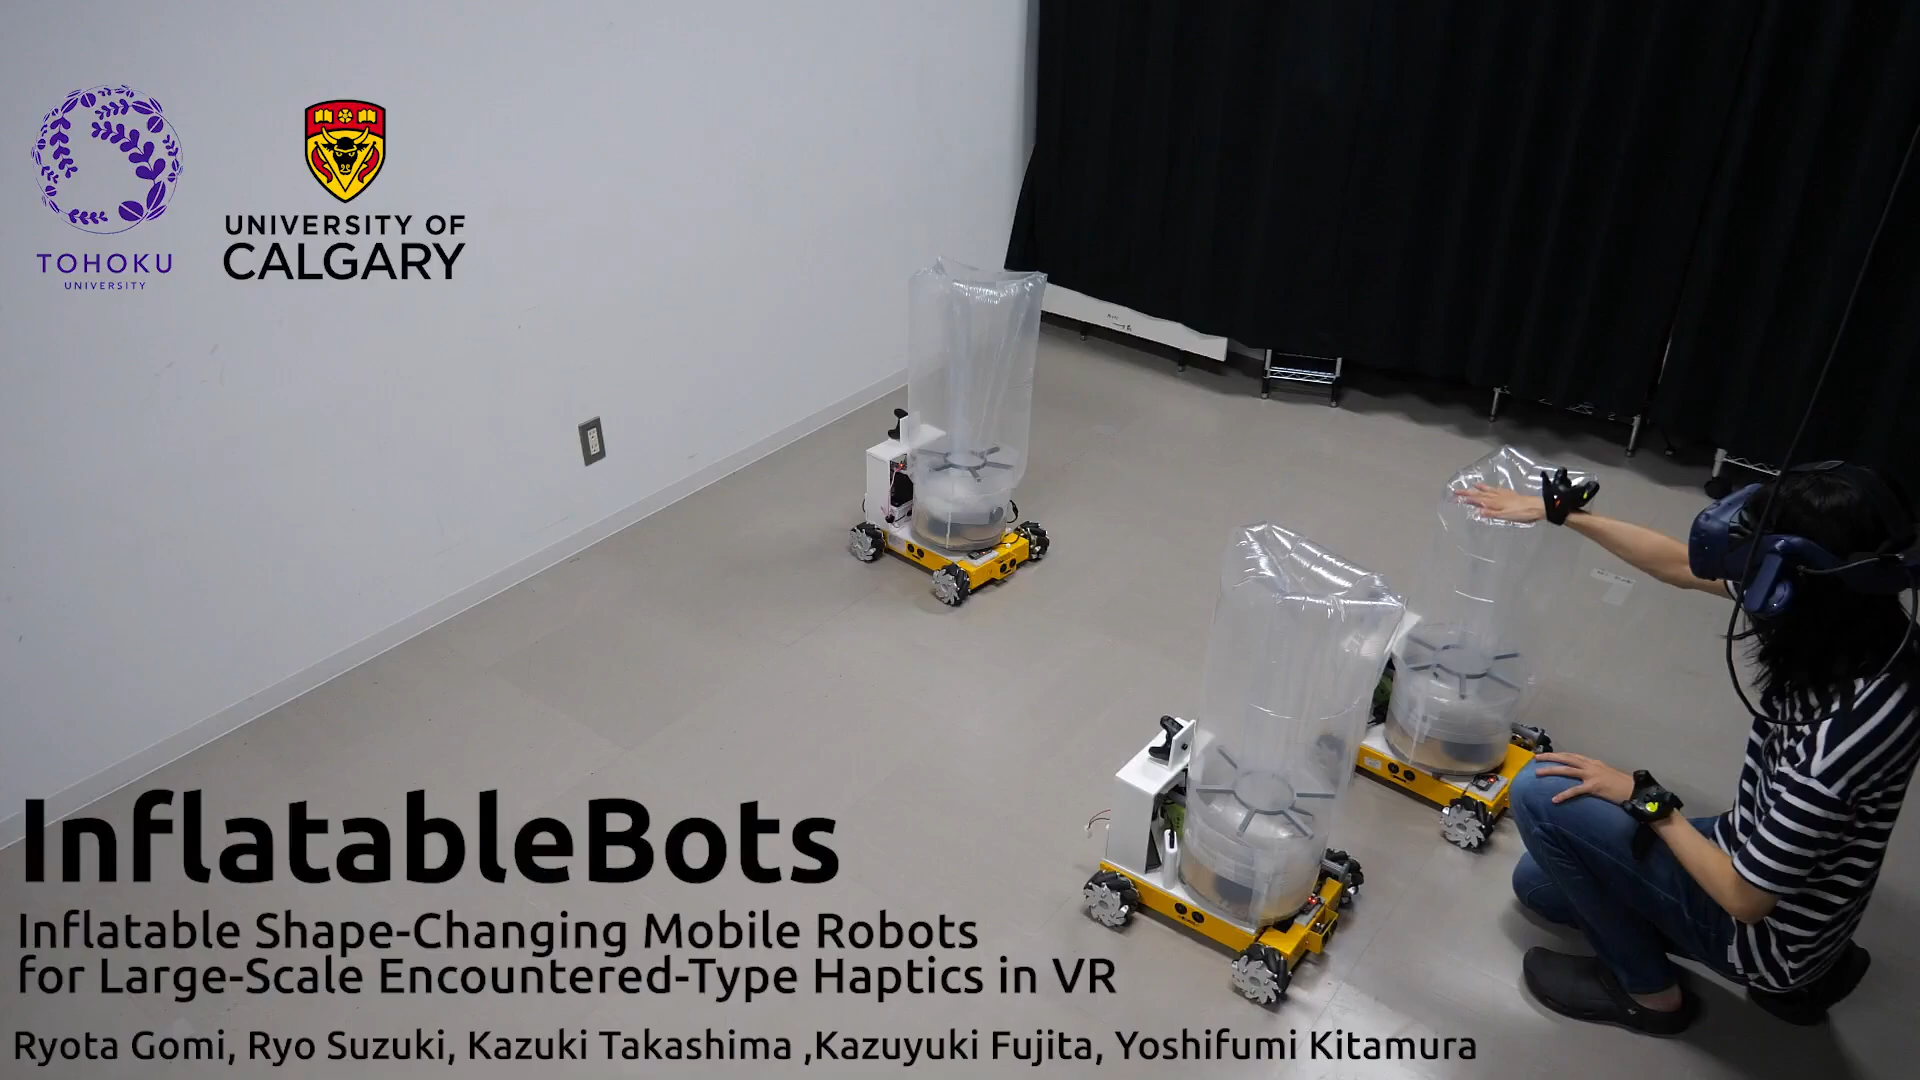 TOHOKU
UNIVERSITY
UNIVERSITY OF
CALGARY
InflatableBots
Inflatable Shape-Changing Mobile Robots
for Large-Scale Encountered-Type Haptics in VR
Ryota Gomi, Ryo Suzuki, Kazuki Takashima ,Kazuyuki Fujita, Yoshifumi Kitamura